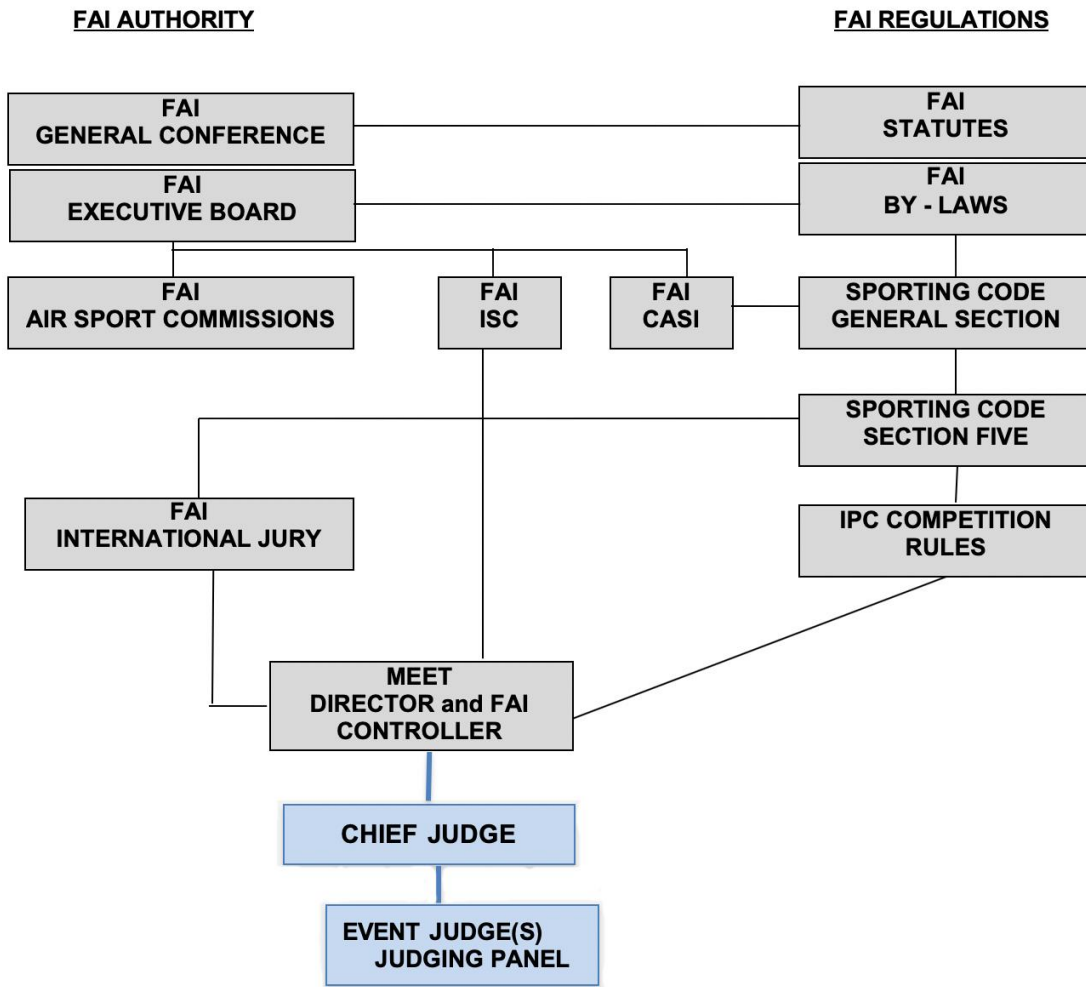 FAI AUTHORITY
FAI REGULATIONS
FAI
GENERAL CONFERENCE
FAI
STATUTES
FAI
EXECUTIVE BOARD
FAI
BY - LAWS
FAI
AIR SPORT COMMISSIONS
FAI
ISC
FAI
CASI
SPORTING CODE
GENERAL SECTION
SPORTING CODE
SECTION FIVE
FAI
INTERNATIONAL JURY
IPC COMPETITION
RULES
MEET
DIRECTOR and FAI
CONTROLLER
CHIEF JUDGE
EVENT JUDGE(S)
JUDGING PANEL